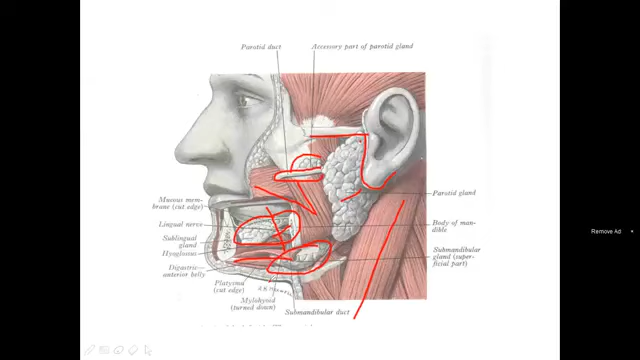 Parotid duct
Accessory part of parotid gland
Mucous mem-
brane (cut edge)
Lingual nerve
Sublingual
gland
Hyoglossus
Digastric
anterior belly
Platysma
(cut edge)
Mylohyoid
(turned down)
Submandibular duct
Parotid gland
Body of man-
dible
Submandibular
gland (super-
ficial part)
Remove Ad